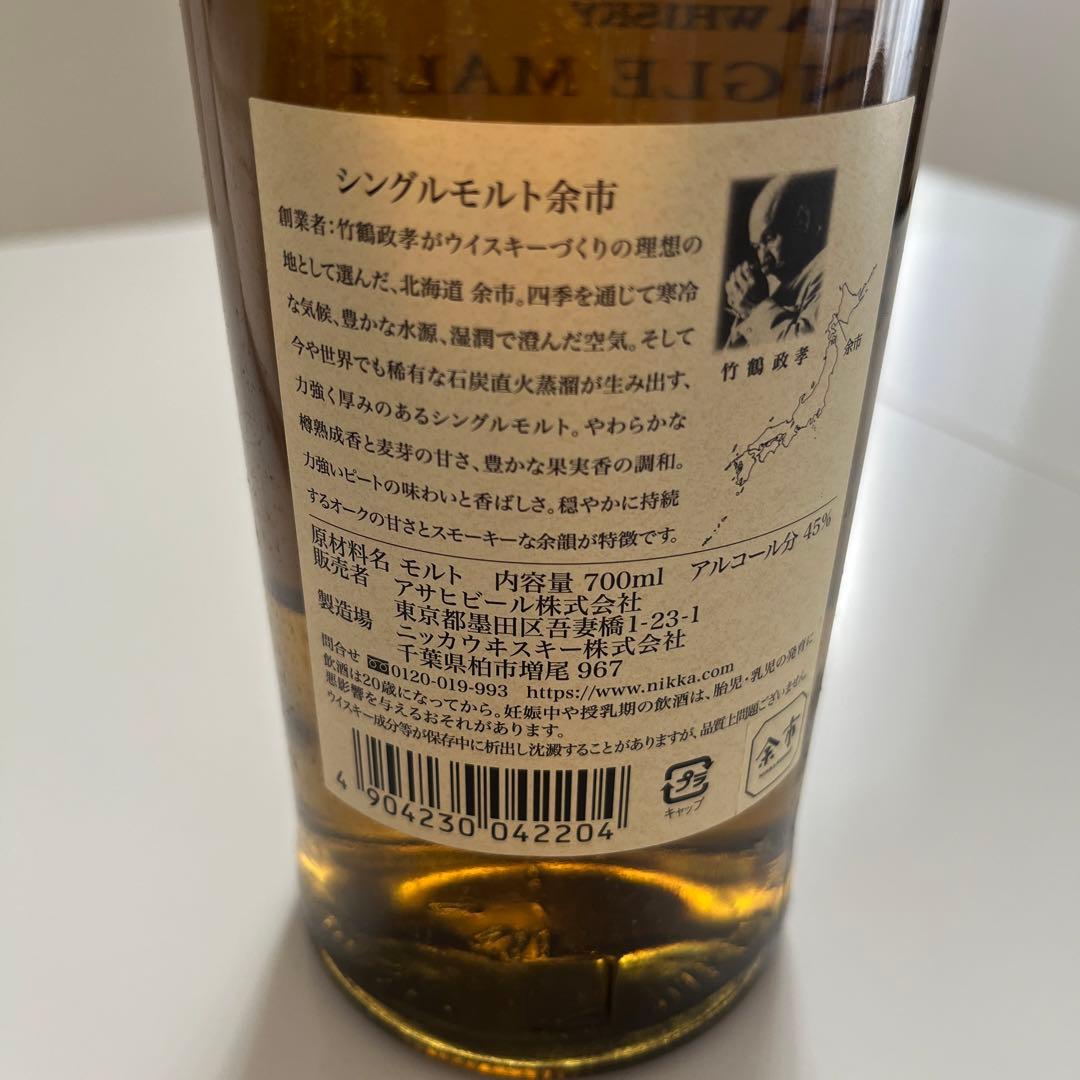 KA WHISKY
NGLE MALT
シングルモルト余市
創業者:竹鶴政孝がウイスキーづくりの理想の
地として選んだ、北海道 余市。四季を通じて寒冷
な気候、豊かな水源、湿潤で澄んだ空気。そして
今や世界でも稀有な石炭直火蒸溜が生み出す、
力強く厚みのあるシングルモルト。やわらかな
樽熟成香と麦芽の甘さ、豊かな果実香の調和。
力強いピートの味わいと香ばしさ。穏やかに持続
するオークの甘さとスモーキーな余韻が特徴です。
竹鶴政孝
余市
原材料名 モルト 内容量 700ml アルコール分 45%
販売者 アサヒビール株式会社
東京都墨田区吾妻橋1-23-1
製造場 ニッカウヰスキー株式会社
千葉県柏市増尾 967
問合せ 0120-019-993 https://www.nikka.com
飲酒は20歳になってから。妊娠中や授乳期の飲酒は、胎児・乳児の発育に
悪影響を与えるおそれがあります。
ウイスキー成分等が保存中に析出し沈澱することがありますが、品質上問題ございません。
4 904230 042204
プラ
キャップ
余市